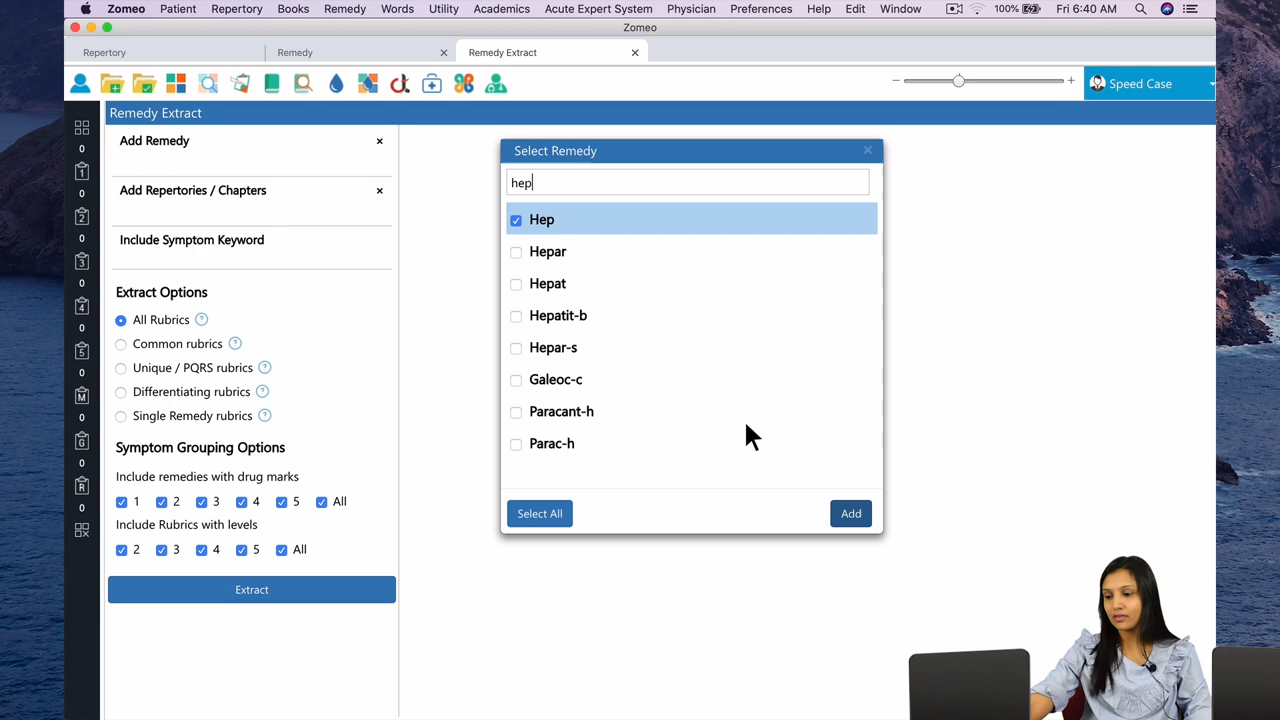 Zomeo Patient Repertory Books Remedy Words Utility Academics Acute Expert System Physician Preferences Help Edit Window 100% Fri 6:40 AM
Zomeo
Repertory Remedy × Remedy Extract ×
− + Speed Case
Remedy Extract
Add Remedy ×
Add Repertories / Chapters ×
Include Symptom Keyword
Extract Options
All Rubrics ?
Common rubrics ?
Unique / PQRS rubrics ?
Differentiating rubrics ?
Single Remedy rubrics ?
Symptom Grouping Options
Include remedies with drug marks
1 2 3 4 5 All
Include Rubrics with levels
2 3 4 5 All
Extract
0
1
0
2
0
3
0
4
0
5
0
M
0
G
0
R
0
Select Remedy ×
hep
Hep
Hepar
Hepat
Hepatit-b
Hepar-s
Galeoc-c
Paracant-h
Parac-h
Select All Add